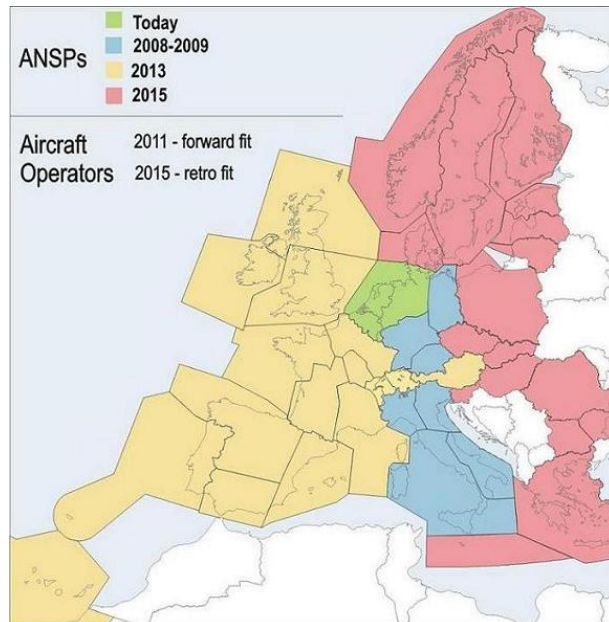 ANSPs
Today
2008-2009
2013
2015
Aircraft Operators
2011 - forward fit
2015 - retro fit